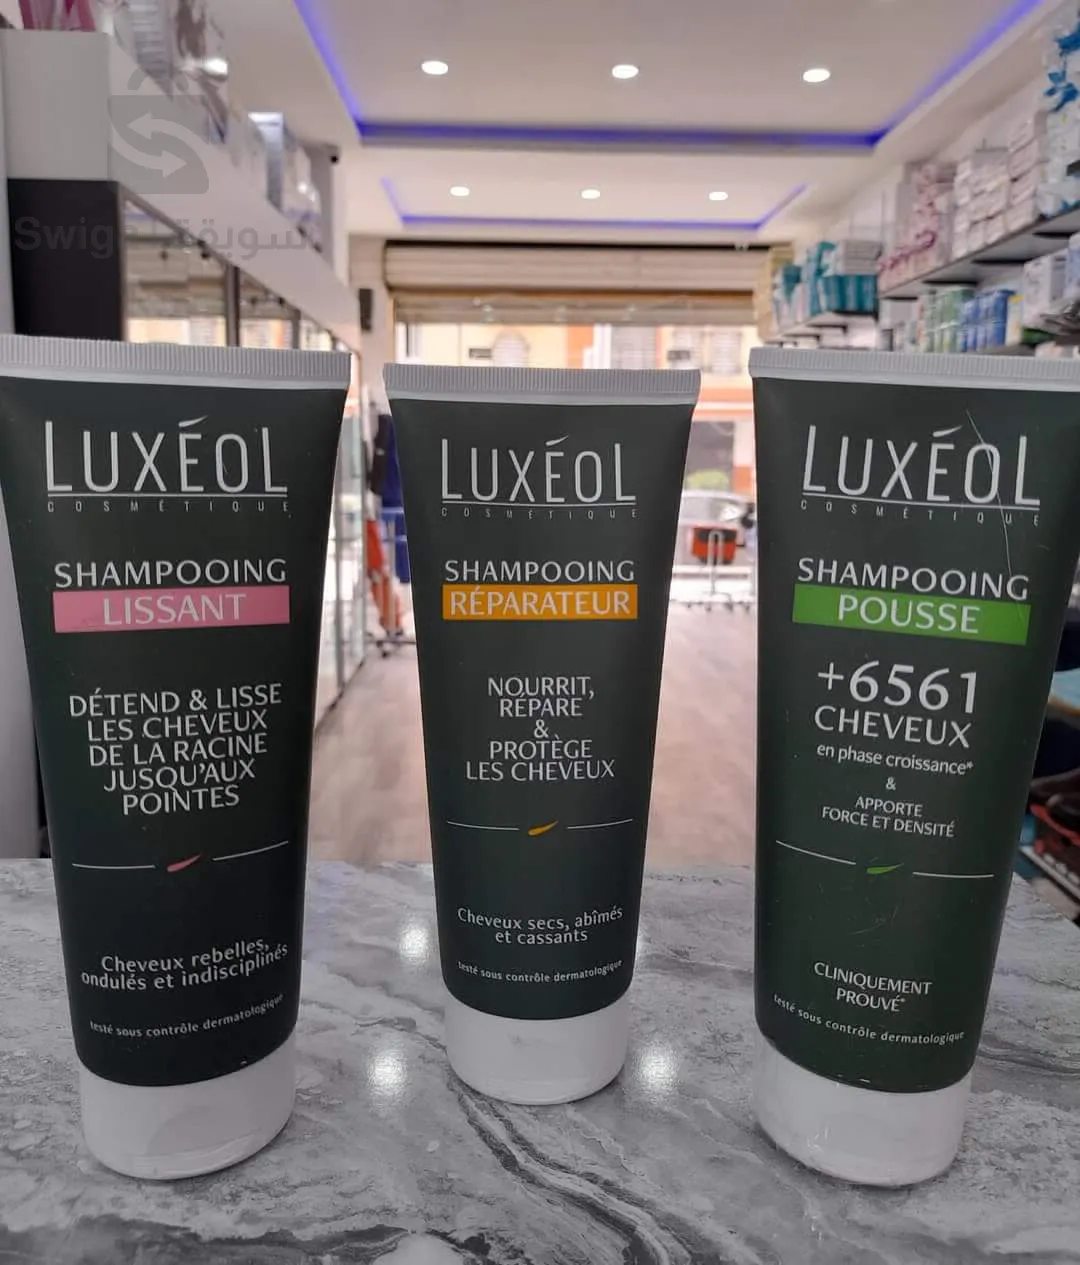 Swiga سويقة
LUXÉOL
COSMÉTIQUE
SHAMPOOING
LISSANT
DÉTEND & LISSE
LES CHEVEUX
DE LA RACINE
JUSQU'AUX
POINTES
Cheveux rebelles,
ondulés et indisciplinés
testé sous contrôle dermatologique
LUXÉOL
COSMÉTIQUE
SHAMPOOING
RÉPARATEUR
NOURRIT,
RÉPARE
&
PROTÈGE
LES CHEVEUX
Cheveux secs, abîmés
et cassants
testé sous contrôle dermatologique
LUXÉOL
COSMÉTIQUE
SHAMPOOING
POUSSE
+6561
CHEVEUX
en phase croissance*
&
APPORTE
FORCE ET DENSITÉ
CLINIQUEMENT
PROUVÉ*
testé sous contrôle dermatologique